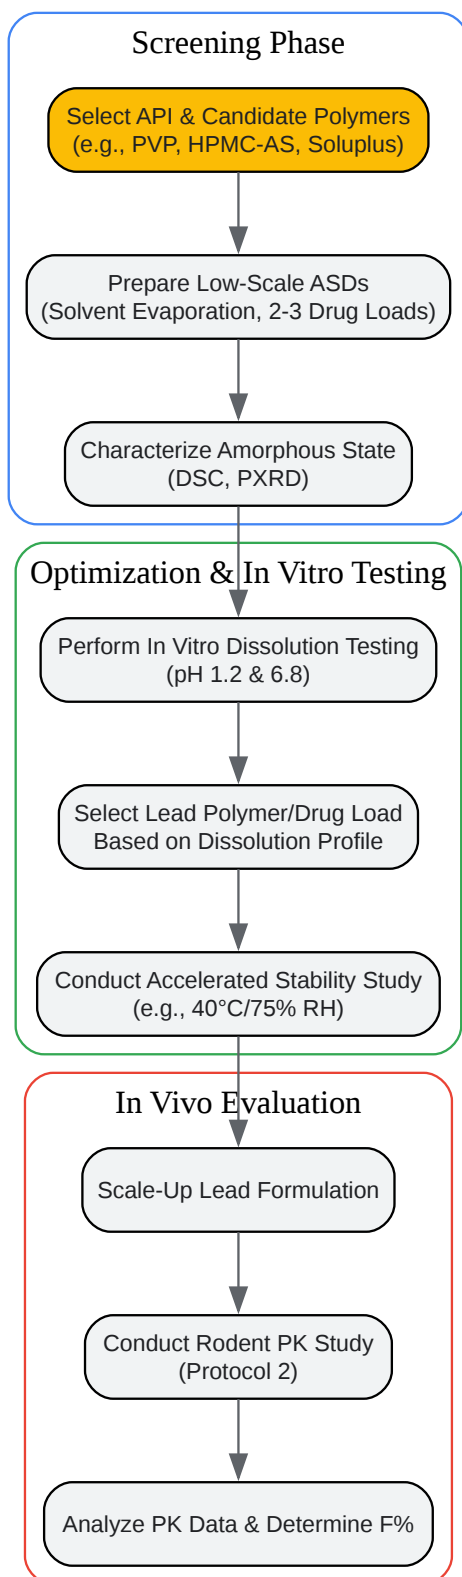 Screening Phase
Select API & Candidate Polymers
(e.g., PVP, HPMC-AS, Soluplus)
Prepare Low-Scale ASDs
(Solvent Evaporation, 2-3 Drug Loads)
Characterize Amorphous State
(DSC, PXRD)
Optimization & In Vitro Testing
Perform In Vitro Dissolution Testing
(pH 1.2 & 6.8)
Select Lead Polymer/Drug Load
Based on Dissolution Profile
Conduct Accelerated Stability Study
(e.g., 40°C/75% RH)
In Vivo Evaluation
Scale-Up Lead Formulation
Conduct Rodent PK Study
(Protocol 2)
Analyze PK Data & Determine F%